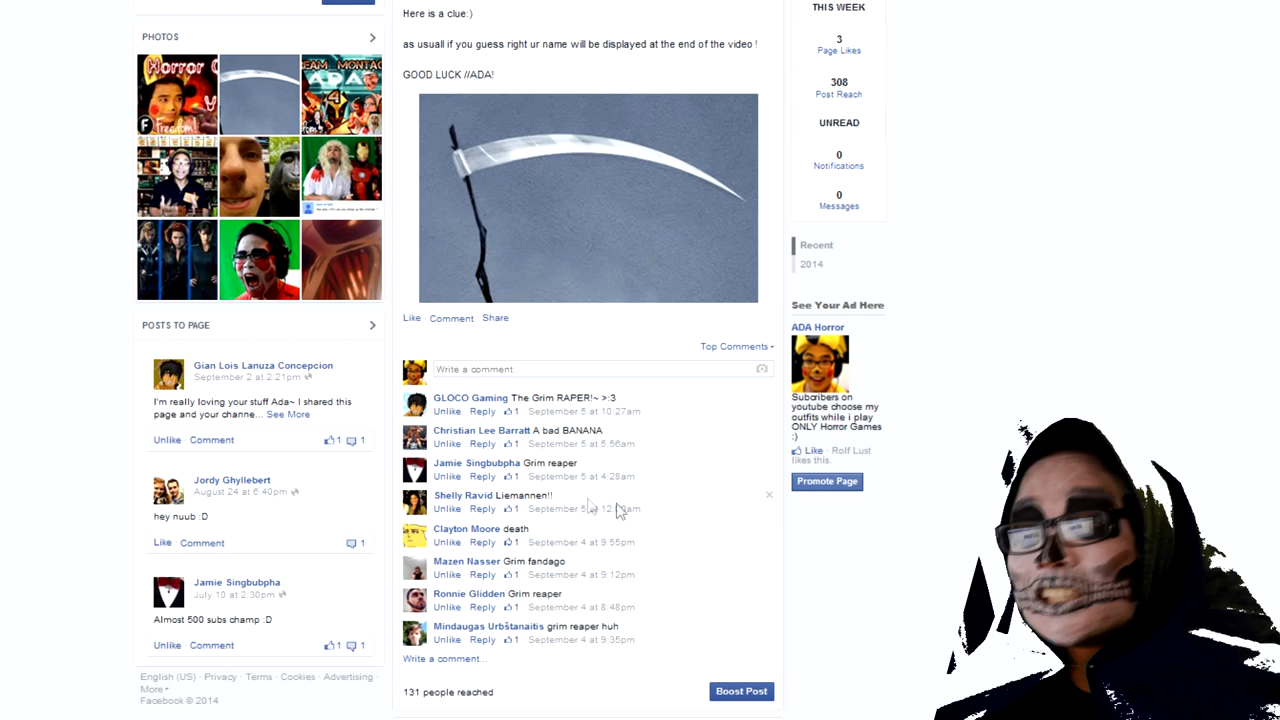 PHOTOS
Horror
F Freedom!
ADA
4
POSTS TO PAGE
Gian Lois Lanuza Concepcion
September 2 at 2:21pm
I'm really loving your stuff Ada~ I shared
this page and your channe... See More
Unlike Comment 1 1
Jordy Ghyllebert
August 24 at 6:40pm
hey nuub :D
Like Comment 1
Jamie Singbubpha
July 10 at 2:30pm
Almost 500 subs champ :D
Unlike Comment 1 1
English (US) · Privacy · Terms · Cookies · Advertising ·
More
Facebook © 2014
Here is a clue:)
as usuall if you guess right ur name will be displayed at the end of the video !
GOOD LUCK //ADA!
Like Comment Share
Top Comments
Write a comment...
GLOCO Gaming The Grim RAPER!~ >:3
Unlike Reply 1 September 5 at 10:27am
Christian Lee Barratt A bad BANANA
Unlike Reply 1 September 5 at 5:56am
Jamie Singbubpha Grim reaper
Unlike Reply 1 September 5 at 4:28am
Shelly Ravid Liemannen!!
Unlike Reply 1 September 5
Clayton Moore death
Unlike Reply 1 September 4 at 9:55pm
Mazen Nasser Grim fandago
Unlike Reply 1 September 4 at 9:12pm
Ronnie Glidden Grim reaper
Unlike Reply 1 September 4 at 8:48pm
Mindaugas Urbštanaitis grim reaper huh
Unlike Reply 1 September 4 at 9:35pm
Write a comment...
131 people reached
Boost Post
THIS WEEK
3
Page Likes
308
Post Reach
UNREAD
0
Notifications
0
Messages
Recent
2014
See Your Ad Here
ADA Horror
Subcribers on
youtube choose my
outfits while i play
ONLY Horror Games
:)
Like · Rolf Lust
likes this.
Promote Page